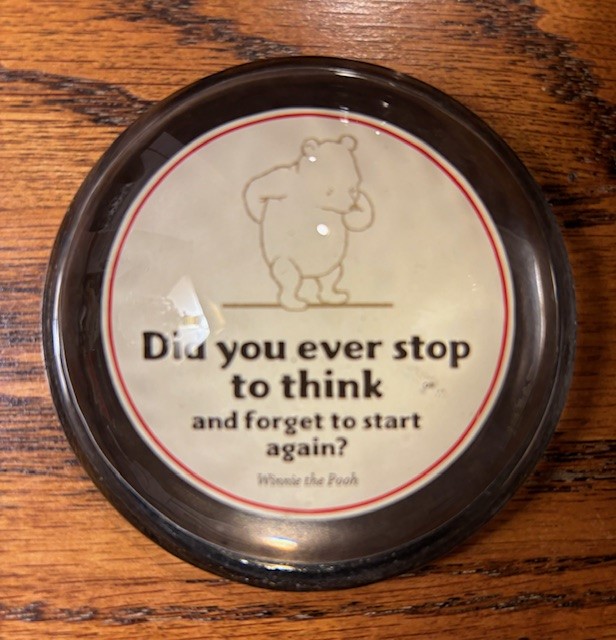 Did you ever stop
to think
and forget to start
again?
Winnie the Pooh